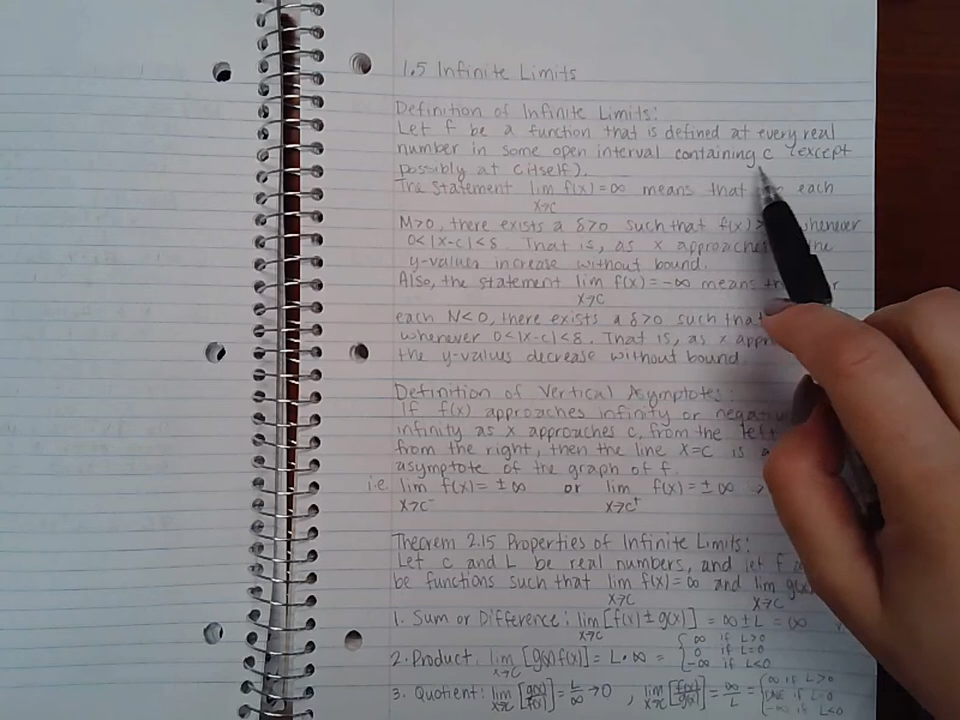 1.5 Infinite Limits
Definition of Infinite Limits:
Let f be a function that is defined at every real
number in some open interval containing c (except
possibly at c itself).
The statement lim f(x)=∞ means that each
x→c
M>0, there exists a δ>0 such that f(x)> whenever
0<|x-c|<δ. That is, as x approaches the
y-values increase without bound.
Also, the statement lim f(x)=-∞ means
x→c
each N<0, there exists a δ>0 such that
whenever 0<|x-c|<δ. That is, as x
the y-values decrease without bound.
Definition of Vertical Asymptotes:
If f(x) approaches infinity or negative
infinity as x approaches c, from the left
from the right, then the line x=c is a
asymptote of the graph of f.
i.e. lim f(x)=±∞ or lim f(x)=±∞
x→c⁻ x→c⁺
Theorem 2.15 Properties of Infinite Limits:
Let c and L be real numbers, and let f
be functions such that lim f(x)=∞ and lim g(x)
x→c x→c
1. Sum or Difference: lim [f(x)±g(x)] = ∞±L = ∞
x→c
2. Product: lim [g(x)f(x)] = L·∞ = { ∞ if L>0
0 if L=0
-∞ if L<0
x→c
3. Quotient: lim [g(x)/f(x)] = L/∞ →0 , lim [f(x)/g(x)] = ∞/L = { ∞ if L>0
DNE if L=0
-∞ if L<0
x→c x→c